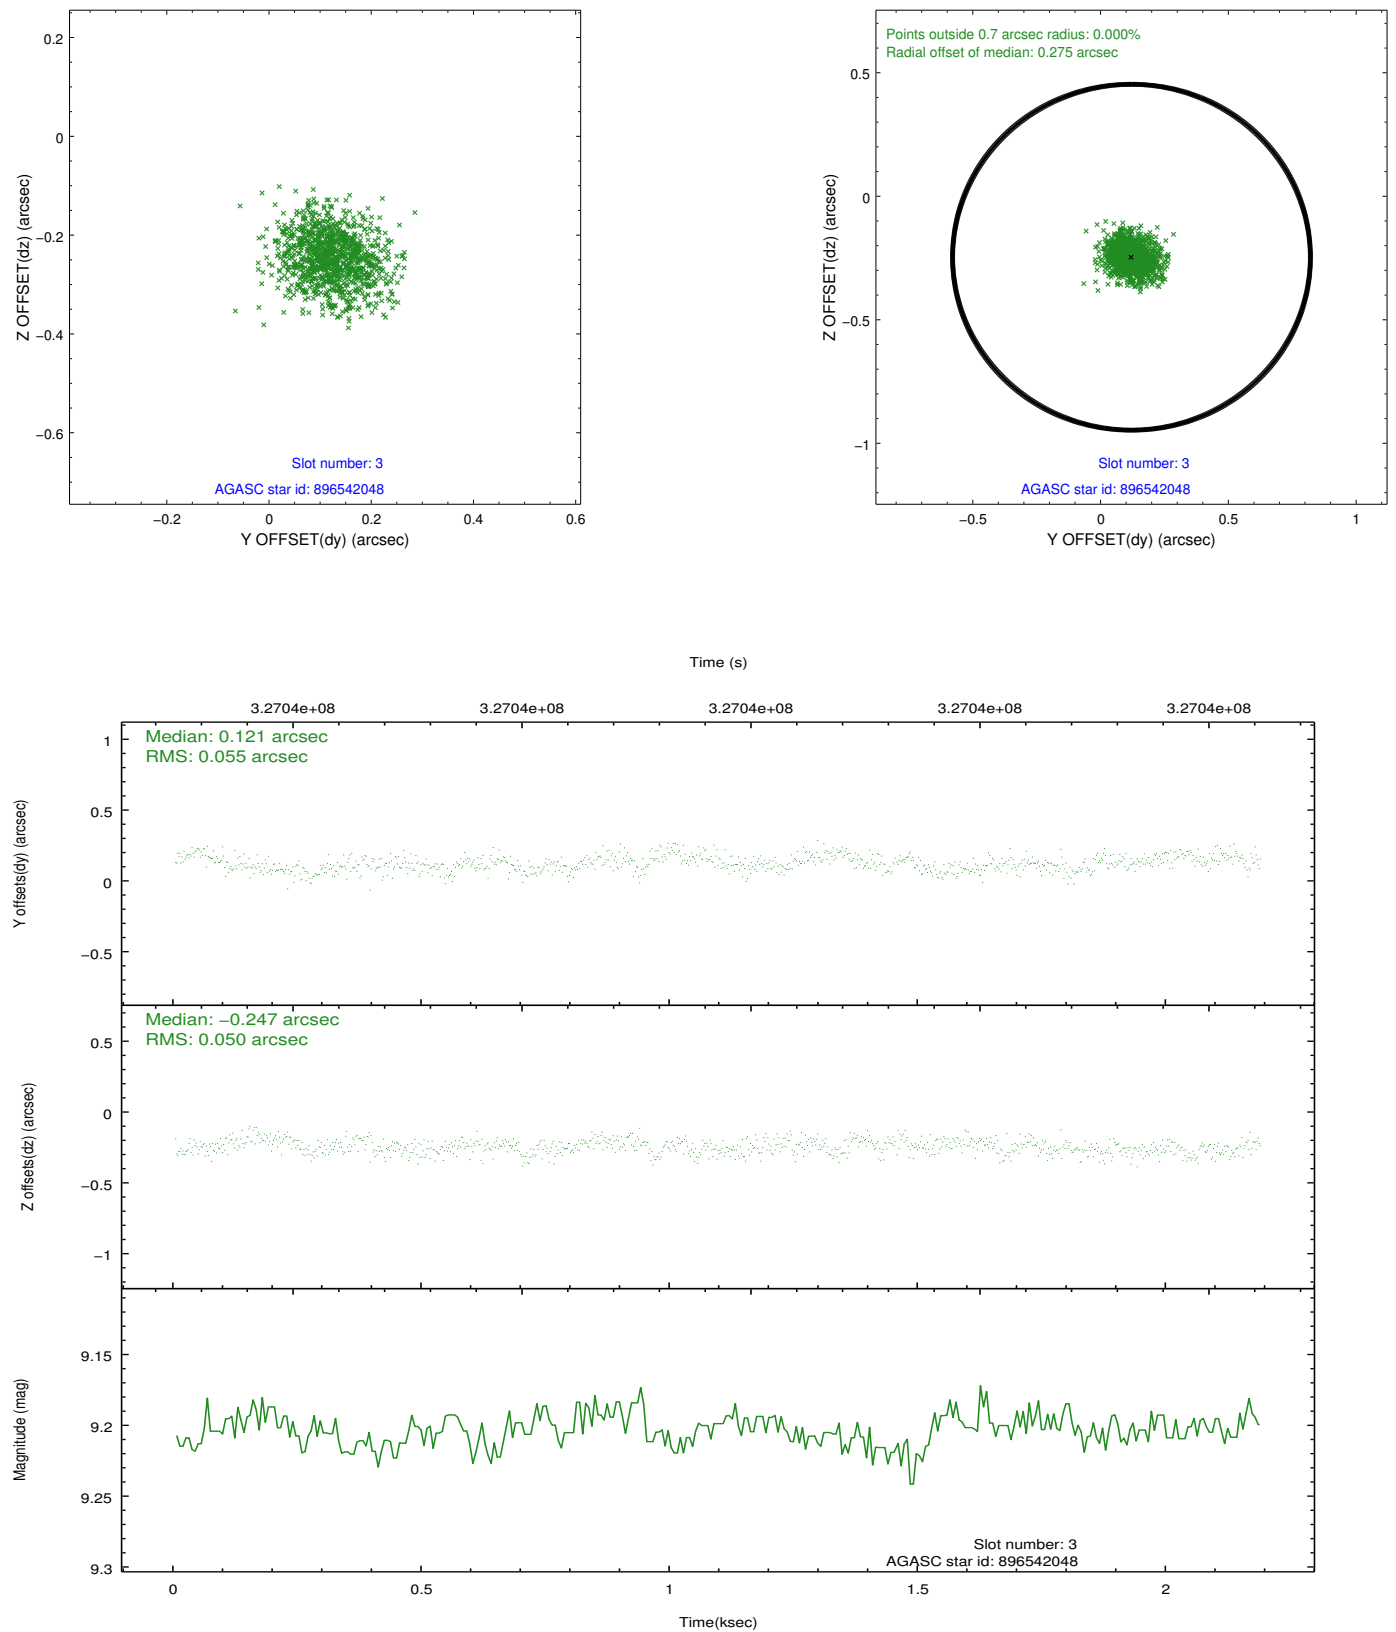 0.2
0
−0.2
−0.4
−0.6
Z OFFSET(dz) (arcsec)
Slot number: 3
AGASC star id: 896542048
−0.2
0
0.2
0.4
0.6
Y OFFSET(dy) (arcsec)
Points outside 0.7 arcsec radius: 0.000%
Radial offset of median: 0.275 arcsec
0.5
0
−0.5
−1
Z OFFSET(dz) (arcsec)
Slot number: 3
AGASC star id: 896542048
−0.5
0
0.5
1
Y OFFSET(dy) (arcsec)
Time (s)
3.2704e+08
3.2704e+08
3.2704e+08
3.2704e+08
3.2704e+08
Median: 0.121 arcsec
RMS: 0.055 arcsec
1
0.5
0
−0.5
Y offsets(dy) (arcsec)
Median: −0.247 arcsec
RMS: 0.050 arcsec
0.5
0
−0.5
−1
Z offsets(dz) (arcsec)
9.15
9.2
9.25
9.3
Magnitude (mag)
Slot number: 3
AGASC star id: 896542048
0
0.5
1
1.5
2
Time(ksec)